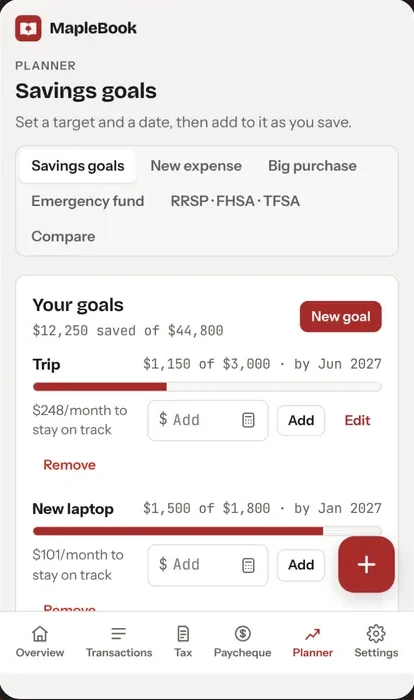 MapleBook
PLANNER
Savings goals
Set a target and a date, then add to it as you save.
Savings goals New expense Big purchase
Emergency fund RRSP·FHSA·TFSA
Compare
Your goals
$12,250 saved of $44,800
New goal
Trip $1,150 of $3,000 · by Jun 2027
$248/month to
stay on track
$ Add Add Edit
Remove
New laptop $1,500 of $1,800 · by Jan 2027
$101/month to
stay on track
$ Add Add
Remove
Overview Transactions Tax Paycheque Planner Settings